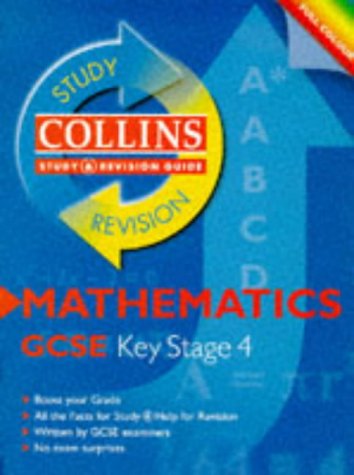 FULL COLOUR
STUDY
COLLINS
STUDY & REVISION GUIDE
REVISION
A*
A
B
C
D
MATHEMATICS
GCSE Key Stage 4
Boost your Grade
All the Facts for Study & Help for Revision
Written by GCSE examiners
No exam surprises
A = πr²